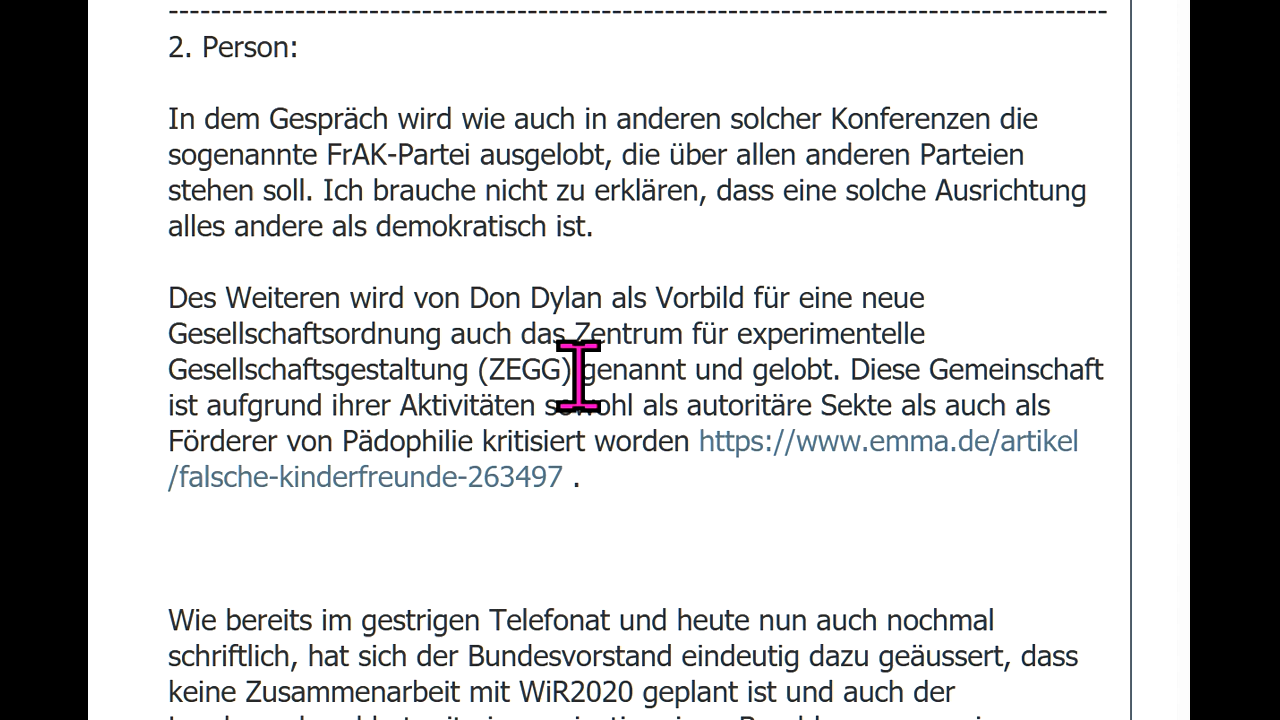 --------------------------------------------------------------------------------------------
2. Person:
In dem Gespräch wird wie auch in anderen solcher Konferenzen die
sogenannte FrAK-Partei ausgelobt, die über allen anderen Parteien
stehen soll. Ich brauche nicht zu erklären, dass eine solche Ausrichtung
alles andere als demokratisch ist.
Des Weiteren wird von Don Dylan als Vorbild für eine neue
Gesellschaftsordnung auch das Zentrum für experimentelle
Gesellschaftsgestaltung (ZEGG) genannt und gelobt. Diese Gemeinschaft
ist aufgrund ihrer Aktivitäten sowohl als autoritäre Sekte als auch als
Förderer von Pädophilie kritisiert worden https://www.emma.de/artikel
/falsche-kinderfreunde-263497 .
Wie bereits im gestrigen Telefonat und heute nun auch nochmal
schriftlich, hat sich der Bundesvorstand eindeutig dazu geäussert, dass
keine Zusammenarbeit mit WiR2020 geplant ist und auch der